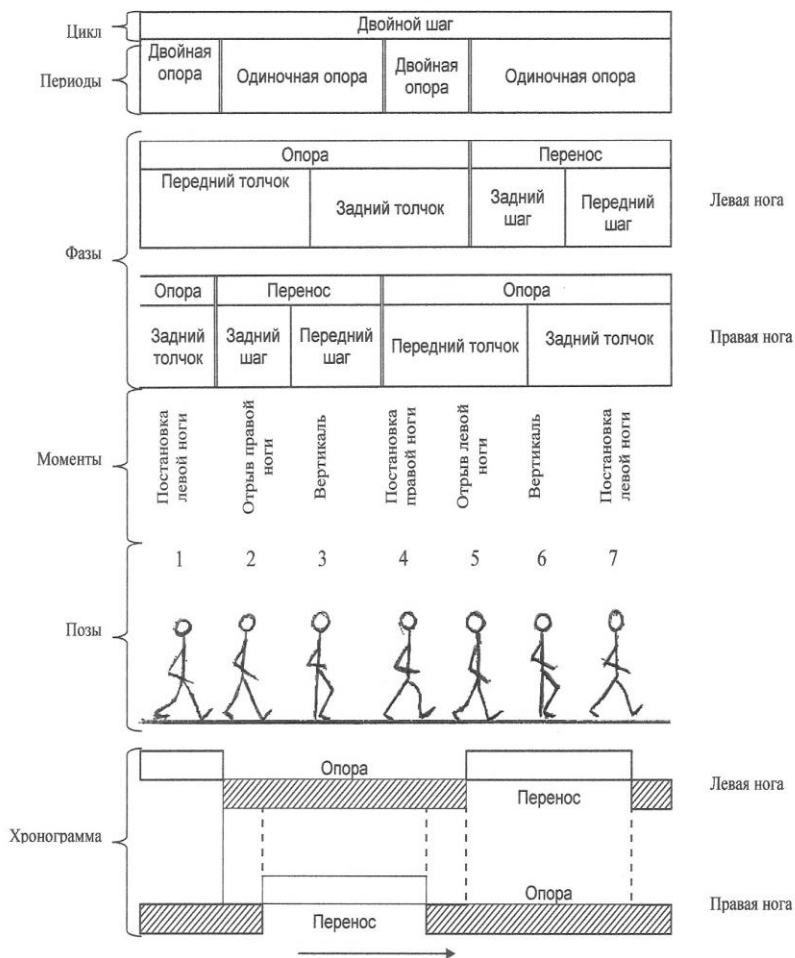 Цикл
Двойной шаг
Периоды
Двойная
опора
Одиночная опора
Двойная
опора
Одиночная опора
Фазы
Опора
Перенос
Передний толчок
Задний толчок
Задний
шаг
Передний
шаг
Левая нога
Опора
Перенос
Опора
Задний
толчок
Задний
шаг
Передний
шаг
Передний толчок
Задний толчок
Правая нога
Моменты
Постановка
левой ноги
Отрыв правой
ноги
Вертикаль
Постановка
правой ноги
Отрыв левой
ноги
Вертикаль
Постановка
левой ноги
1 2 3 4 5 6 7
Позы
Хронограмма
Опора
Перенос
Левая нога
Перенос
Опора
Правая нога